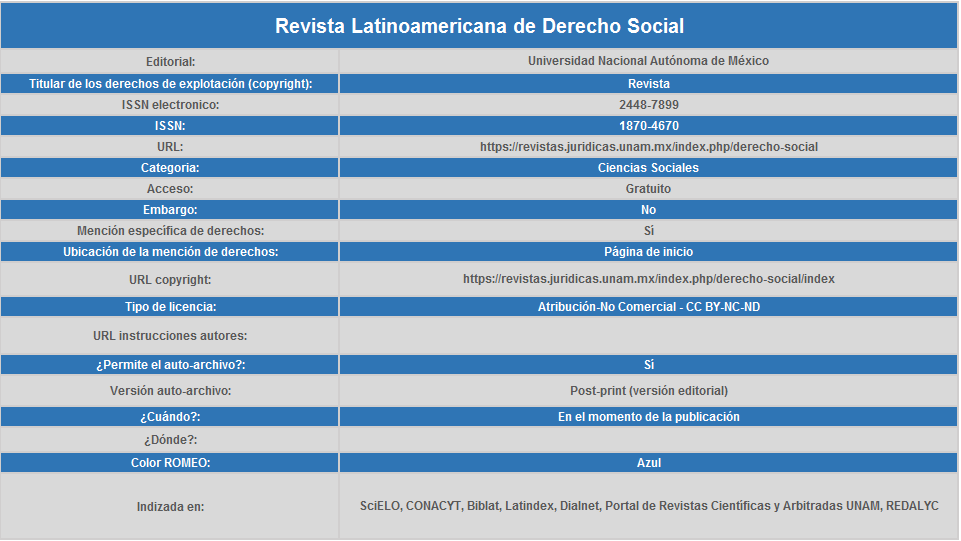 Revista Latinoamericana de Derecho Social
Editorial: Universidad Nacional Autónoma de México
Titular de los derechos de explotación (copyright): Revista
ISSN electronico: 2448-7899
ISSN: 1870-4670
URL: https://revistas.juridicas.unam.mx/index.php/derecho-social
Categoria: Ciencias Sociales
Acceso: Gratuito
Embargo: No
Mención específica de derechos: Sí
Ubicación de la mención de derechos: Página de inicio
URL copyright: https://revistas.juridicas.unam.mx/index.php/derecho-social/index
Tipo de licencia: Atribución-No Comercial - CC BY-NC-ND
URL instrucciones autores:
¿Permite el auto-archivo?: Sí
Versión auto-archivo: Post-print (versión editorial)
¿Cuándo?: En el momento de la publicación
¿Dónde?:
Color ROMEO: Azul
Indizada en: SciELO, CONACYT, Biblat, Latindex, Dialnet, Portal de Revistas Científicas y Arbitradas UNAM, REDALYC